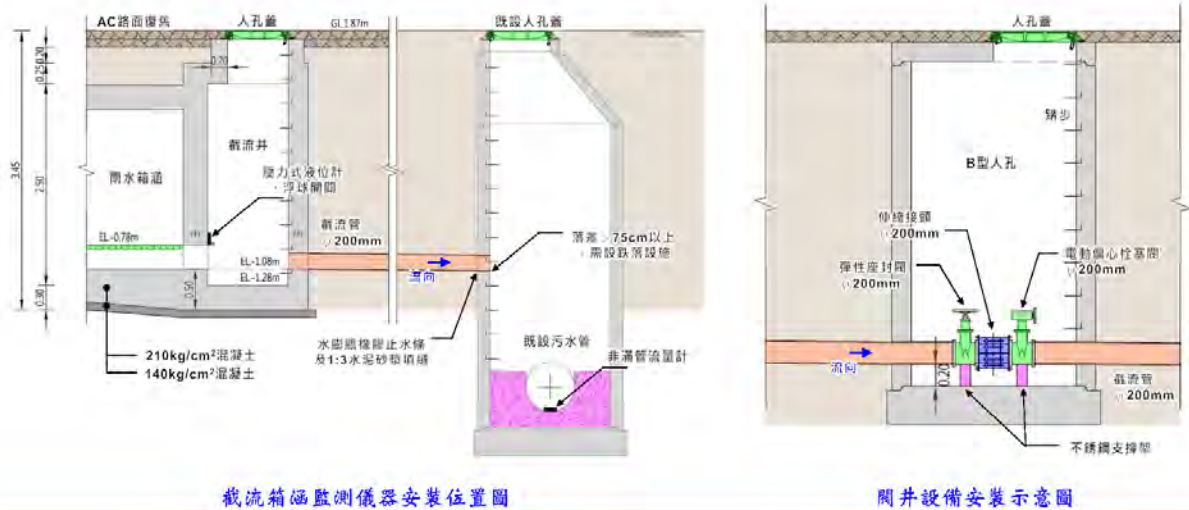 AC路面復舊
人孔蓋
GL1.87m
既設人孔蓋
人孔蓋
0.20
0.25
0.20
3.45
2.50
0.30
截流井
雨水箱涵
壓力式液位計
、浮球開關
EL-0.78m
截流管
φ200mm
EL-1.08m
EL-1.28m
0.50
流向
落差>75cm以上
，需設跌落設施
水膨脹橡膠止水條
及1:3水泥砂漿填縫
既設污水管
非滿管流量計
210kg/cm²混凝土
140kg/cm²混凝土
踏步
B型人孔
伸縮接頭
φ200mm
電動偏心栓塞閥
φ200mm
彈性座封閥
φ200mm
流向
0.20
截流管
φ200mm
不銹鋼支撐架
截流箱涵監測儀器安裝位置圖
閥井設備安裝示意圖